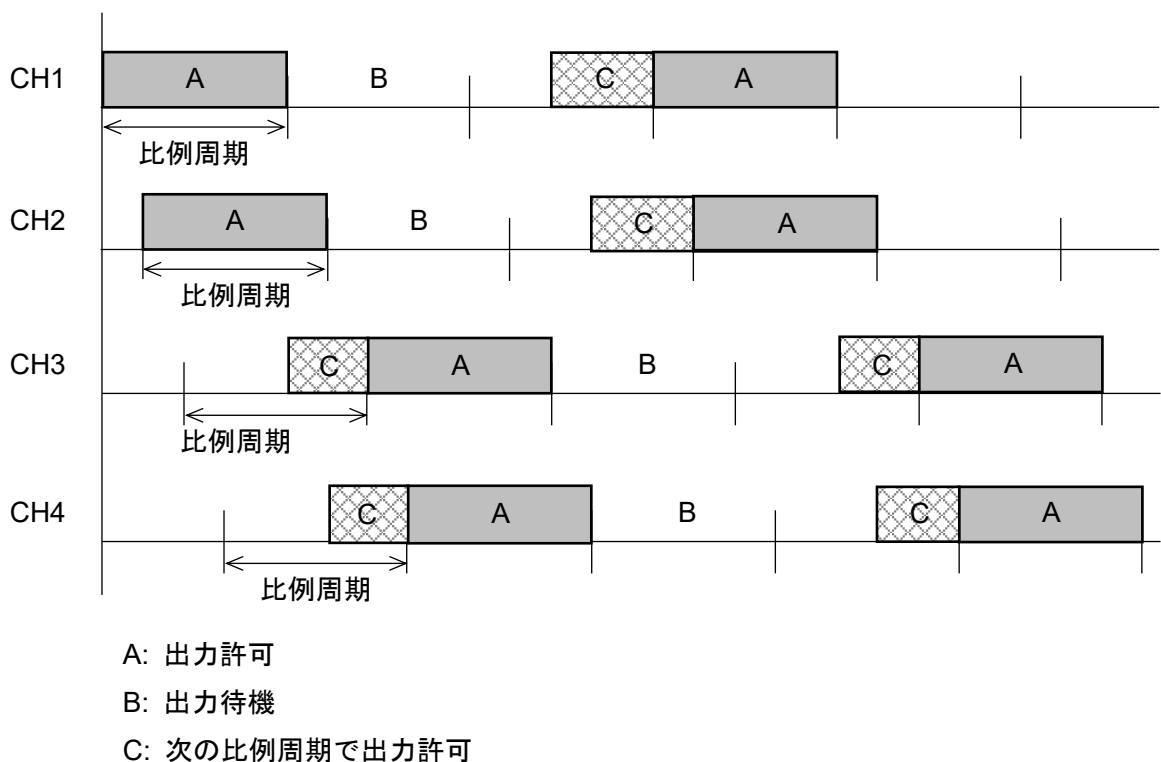 CH1 A B C A
比例周期
CH2 A B C A
比例周期
CH3 C A B C A
比例周期
CH4 C A B C A
比例周期
A: 出力許可
B: 出力待機
C: 次の比例周期で出力許可